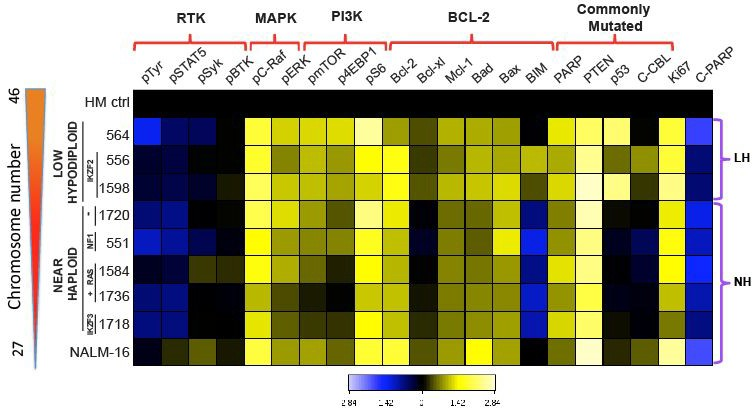 RTK MAPK PI3K BCL-2 Commonly Mutated
pTyr pSTAT5 pSyk pBTK pC-Raf pERK pmTOR p4EBP1 pS6 Bcl-2 Bcl-xl Mcl-1 Bad Bax BIM PARP PTEN p53 C-CBL Ki67 C-PARP
46
Chromosome number
27
HM ctrl
LOW HYPODIPLOID
IKZF2
564
556
1598
LH
NEAR HAPLOID
-
NF1
RAS
+
IKZF3
1720
551
1584
1736
1718
NALM-16
NH
2.84 1.42 0 1.42 2.84